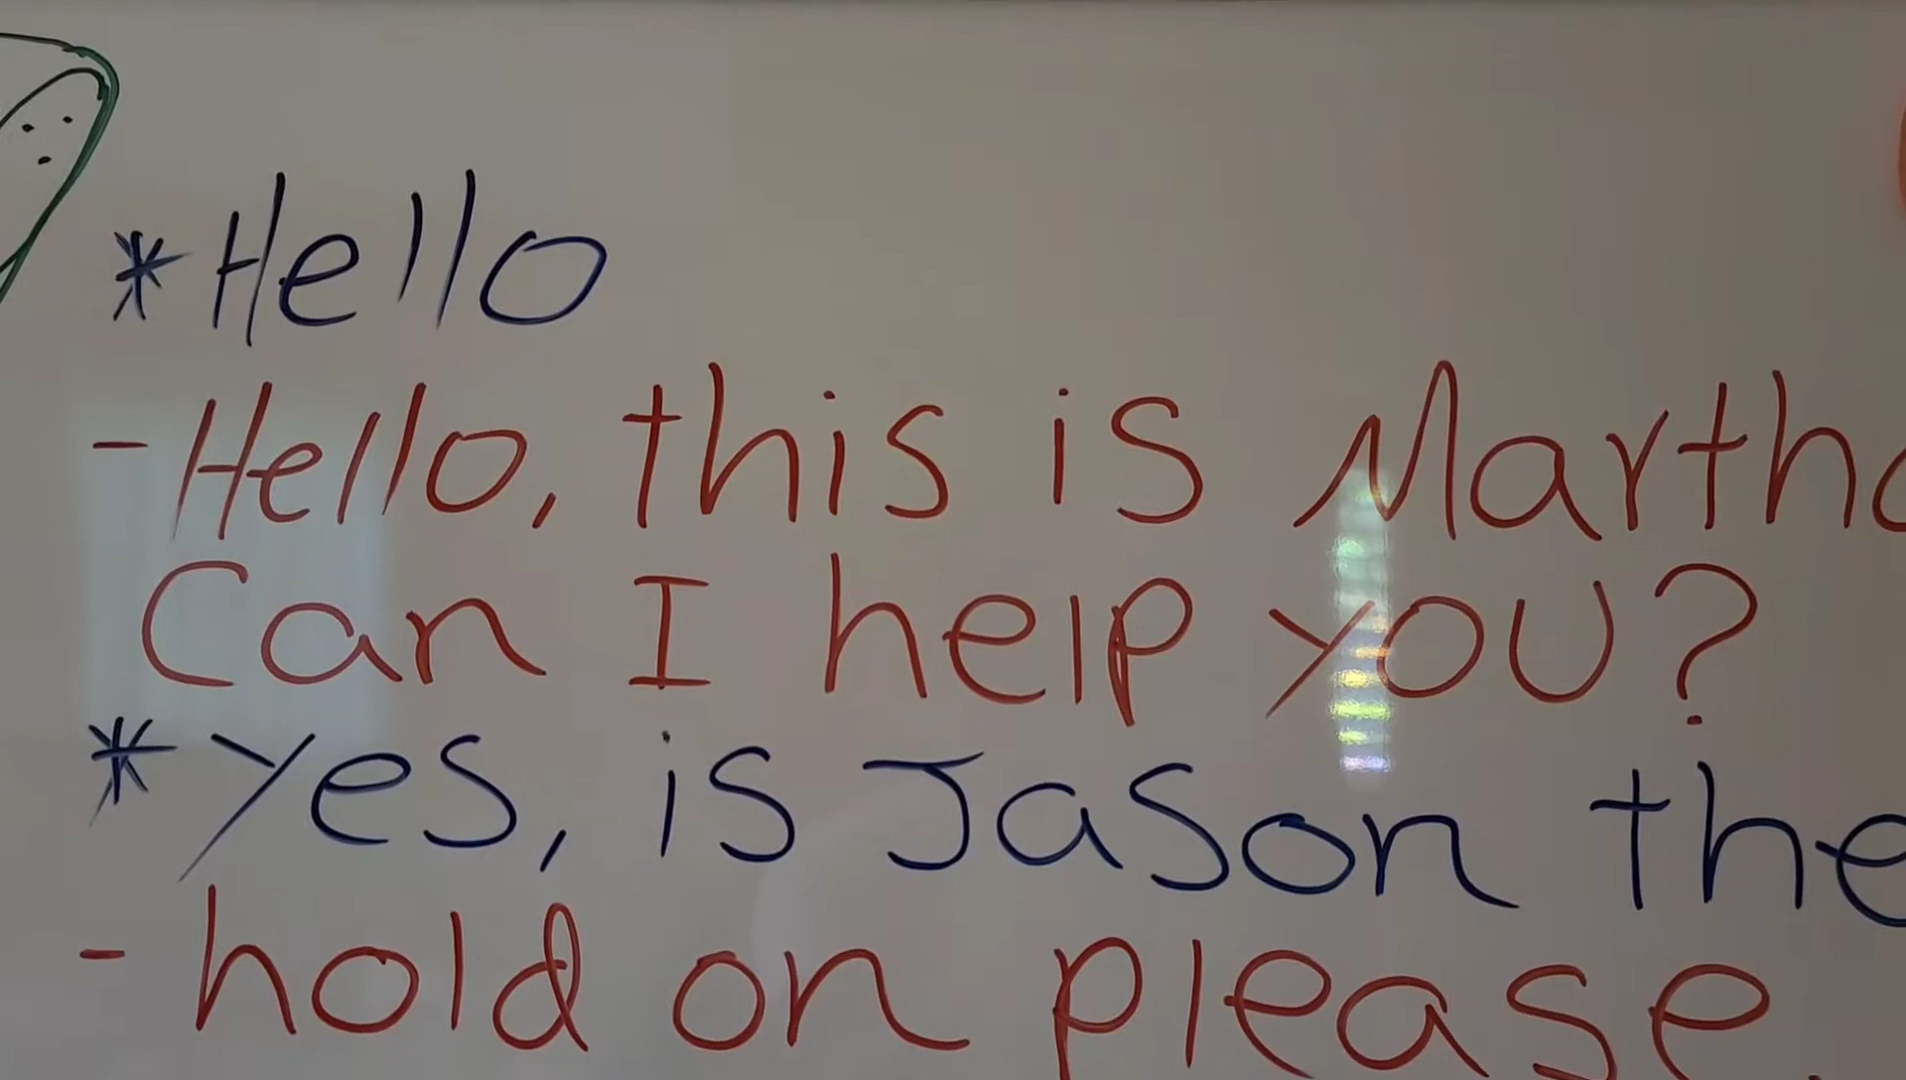 *Hello
-Hello, this is Martha
Can I help you?
*Yes, is Jason the
- hold on please.